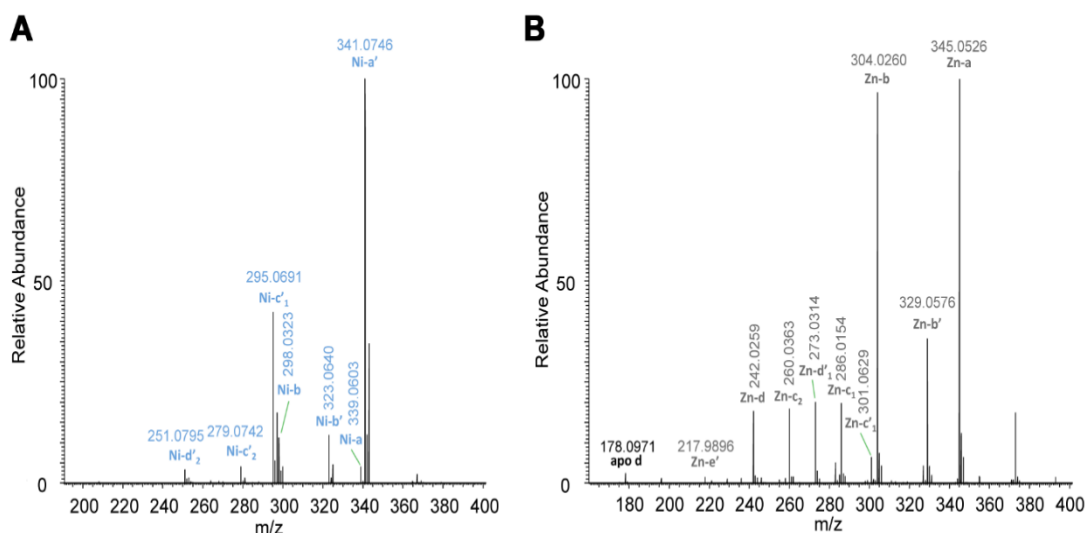 A
341.0746
Ni-a'
100
295.0691
Ni-c'₁
298.0323
Ni-b
50
323.0640
Ni-b'
339.0603
Ni-a
251.0795
Ni-d'₂
279.0742
Ni-c'₂
0
200 220 240 260 280 300 320 340 360 380 400
m/z
Relative Abundance
B
304.0260
Zn-b
345.0526
Zn-a
100
329.0576
Zn-b'
50
242.0259
Zn-d
260.0363
Zn-c₂
273.0314
Zn-d'₁
286.0154
Zn-c₁
301.0629
Zn-c'₁
178.0971
apo d
217.9896
Zn-e'
0
180 200 220 240 260 280 300 320 340 360 380 400
m/z
Relative Abundance